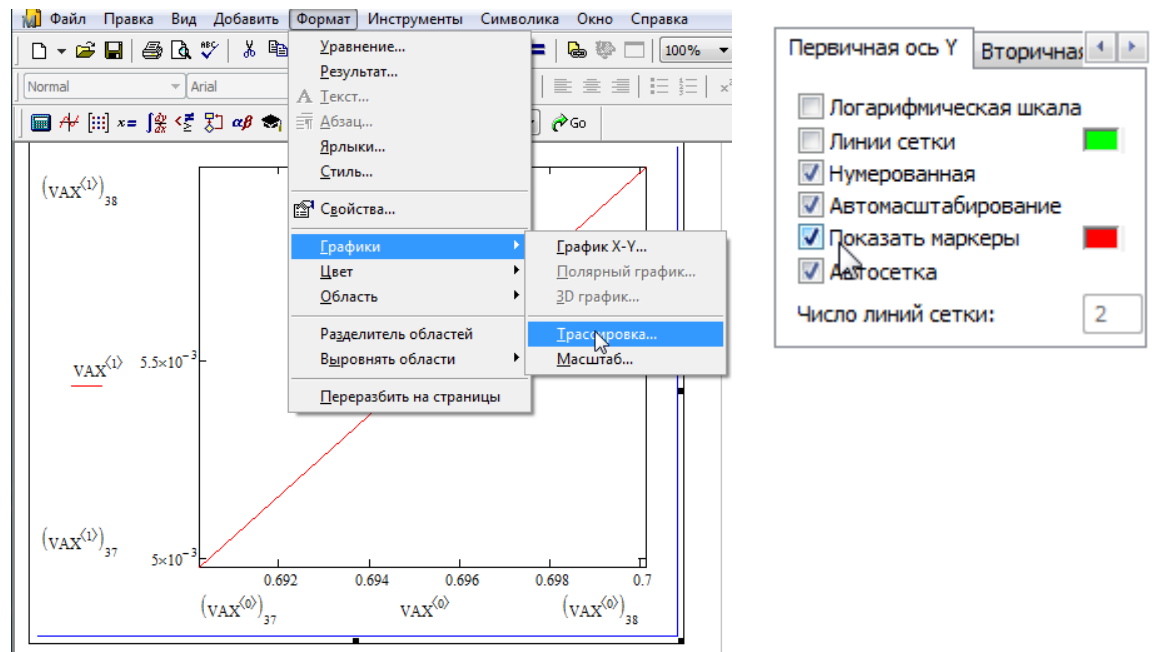 Файл Правка Вид Добавить Формат Инструменты Символика Окно Справка
100%
Normal Arial
Go
Уравнение...
Результат...
Текст...
Абзац...
Ярлыки...
Стиль...
Свойства...
Графики
Цвет
Область
Разделитель областей
Выровнять области
Переразбить на страницы
График X-Y...
Полярный график...
3D график...
Трассировка...
Масштаб...
(VAX⟨1⟩)38
VAX⟨1⟩ 5.5×10−3
(VAX⟨1⟩)37
5×10−3
0.692 0.694 0.696 0.698 0.7
(VAX⟨0⟩)37 VAX⟨0⟩ (VAX⟨0⟩)38
Первичная ось Y Вторичная
Логарифмическая шкала
Линии сетки
Нумерованная
Автомасштабирование
Показать маркеры
Автосетка
Число линий сетки: 2